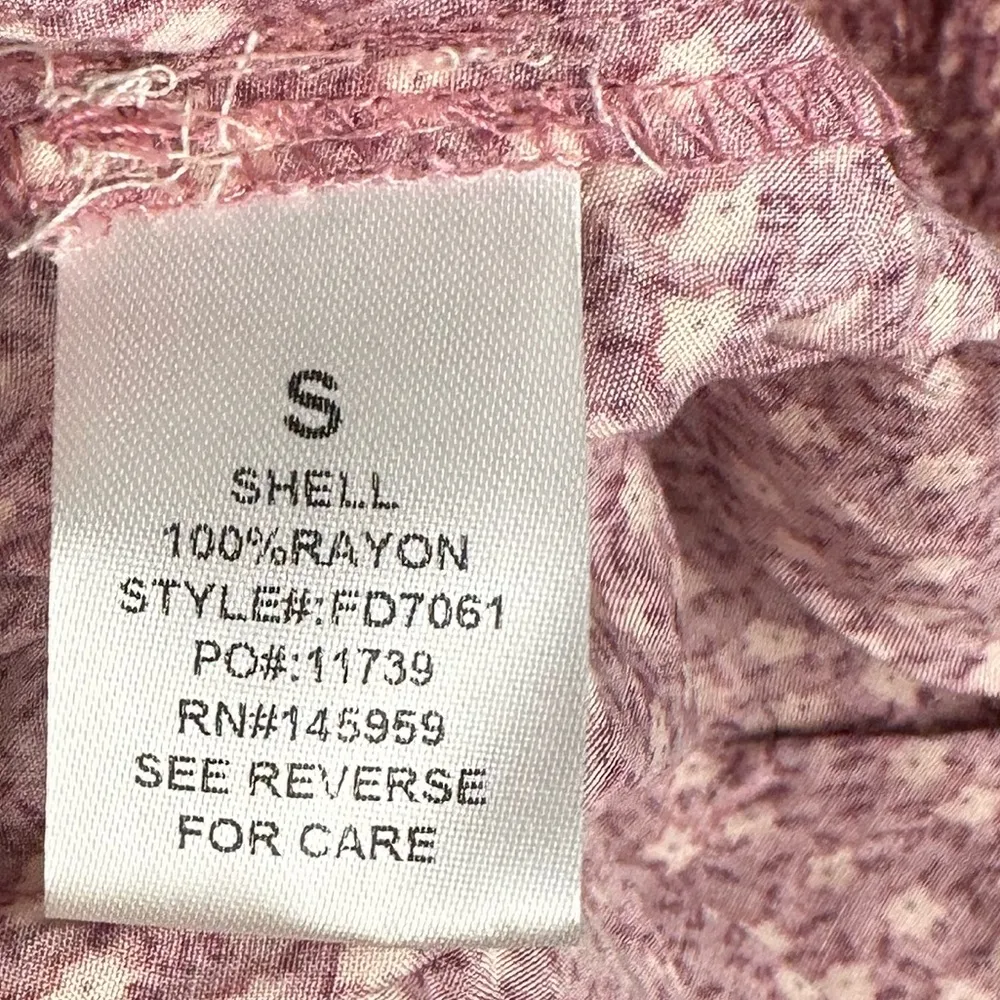 S
SHELL
100%RAYON
STYLE#:FD7061
PO#:11739
RN#145959
SEE REVERSE
FOR CARE